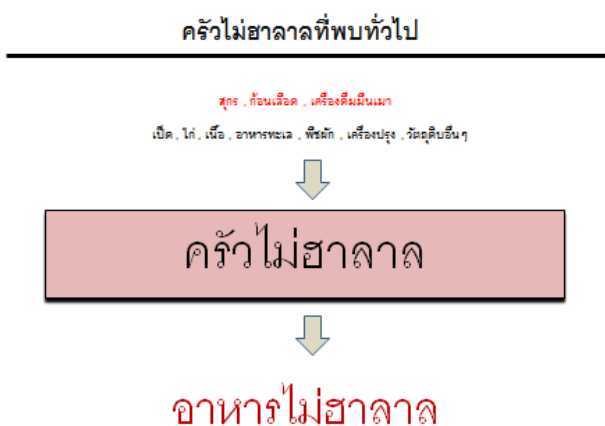 ครัวไม่ฮาลาลที่พบทั่วไป
สุกร , ก้อนเลือด , เครื่องดื่มมึนเมา
เป็ด , ไก่ , เนื้อ , อาหารทะเล , พืชผัก , เครื่องปรุง , วัตถุดิบอื่นๆ
ครัวไม่ฮาลาล
อาหารไม่ฮาลาล